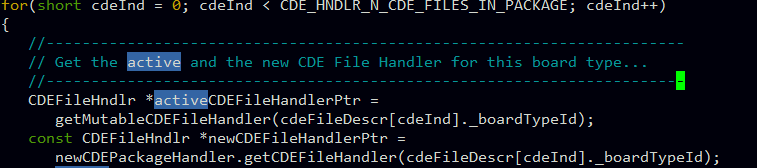 for(short cdeInd = 0; cdeInd < CDE_HNDLR_N_CDE_FILES_IN_PACKAGE; cdeInd++)
{
//---------------------------------------------------------------------
// Get the active and the new CDE File Handler for this board type...
//---------------------------------------------------------------------
CDEFileHndlr *activeCDEFileHandlerPtr =
getMutableCDEFileHandler(cdeFileDescr[cdeInd]._boardTypeId);
const CDEFileHndlr *newCDEFileHandlerPtr =
newCDEPackageHandler.getCDEFileHandler(cdeFileDescr[cdeInd]._boardTypeId);